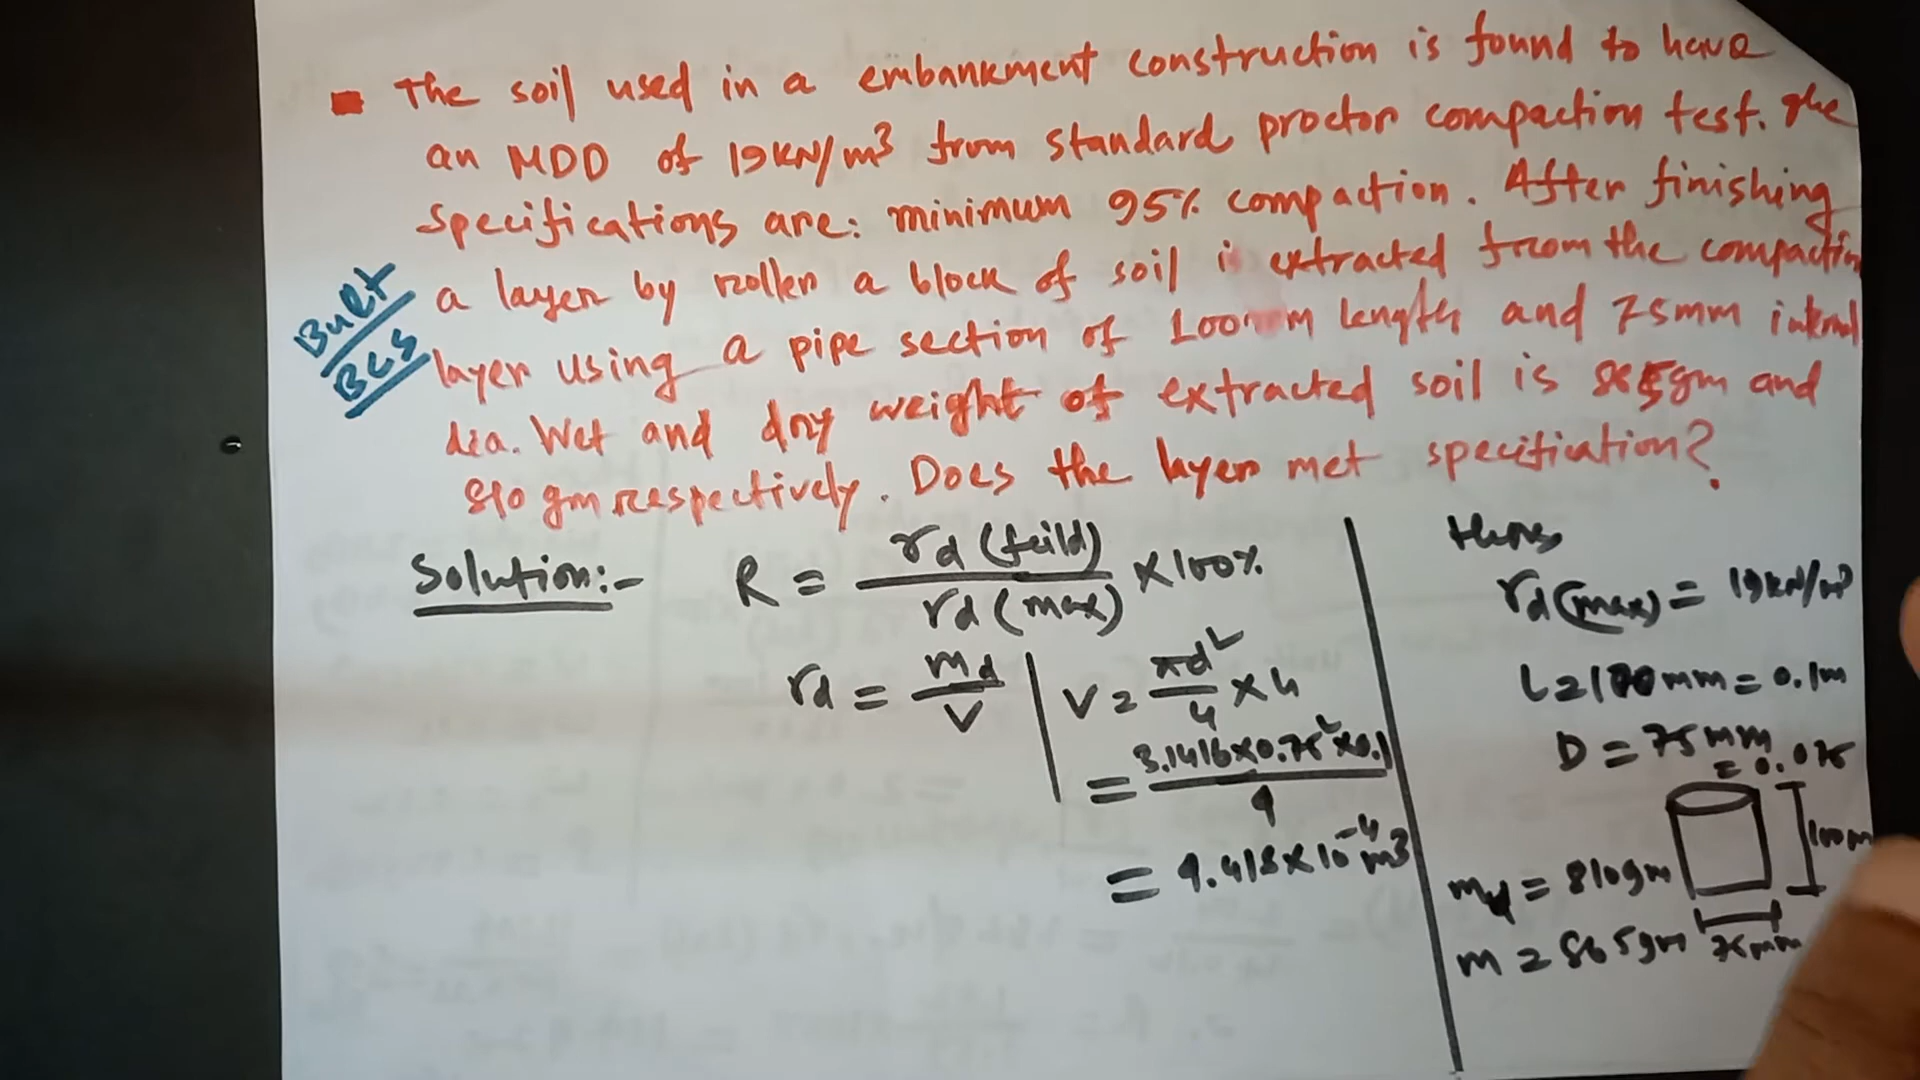 The soil used in a embankment construction is found to have
an MDD of 19KN/m³ from standard proctor compaction test. The
specifications are: minimum 95% compaction. After finishing
a layer by roller a block of soil is extracted from the compaction
layer using a pipe section of 100mm length and 75mm internal
dia. Wet and dry weight of extracted soil is 865gm and
810 gm respectively. Does the layer met specification?
Buet
BCS
Solution:-
R = γd (feild) / γd (max) × 100%
γd = md / V
V = πd² / 4 × h
= 3.1416×0.75²×0.1 / 4
= 4.418×10⁻⁴ m³
γd(max) = 19KN/m³
L=100mm = 0.1m
D = 75mm
= 0.075
100m
md = 810gm
m = 865gm
75mm